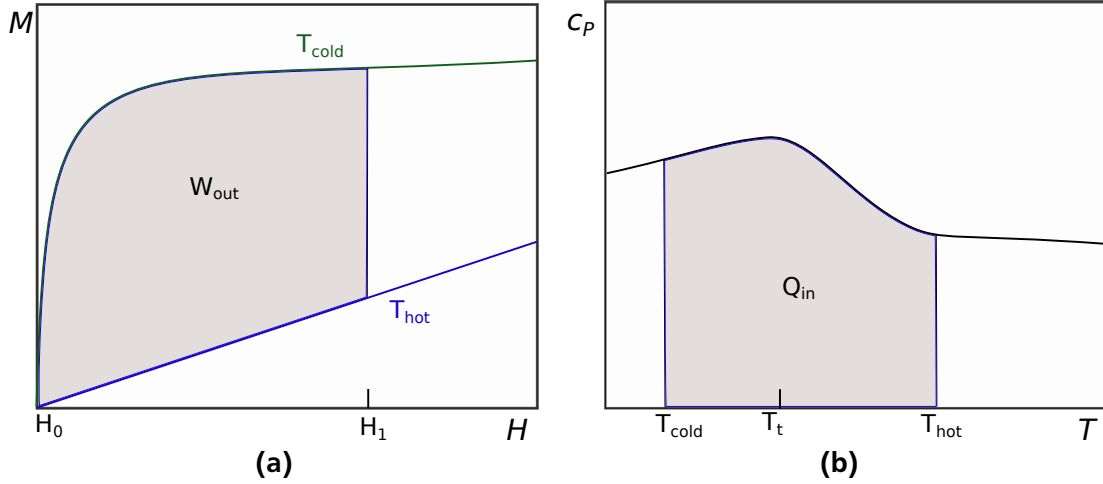 M
T_cold
W_out
T_hot
H_0
H_1
H
(a)
c_P
Q_in
T_cold
T_t
T_hot
T
(b)